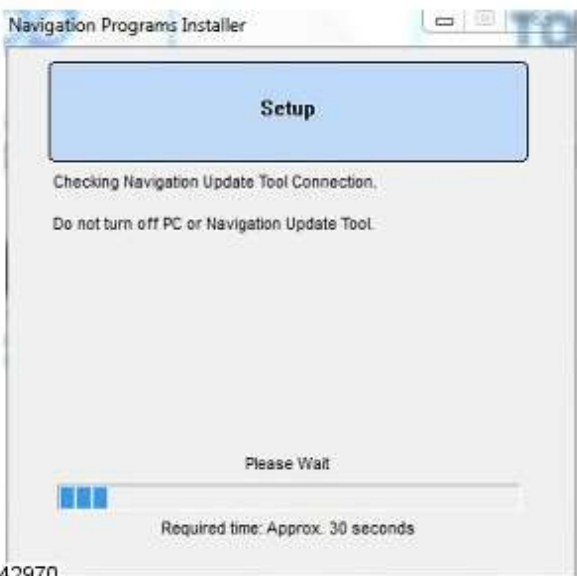 Navigation Programs Installer
TO
Setup
Checking Navigation Update Tool Connection.
Do not turn off PC or Navigation Update Tool.
Please Wait
Required time: Approx. 30 seconds
42970